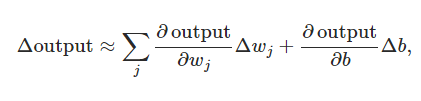 Δoutput ≈ ∑_j ∂output/∂w_j Δw_j + ∂output/∂b Δb,